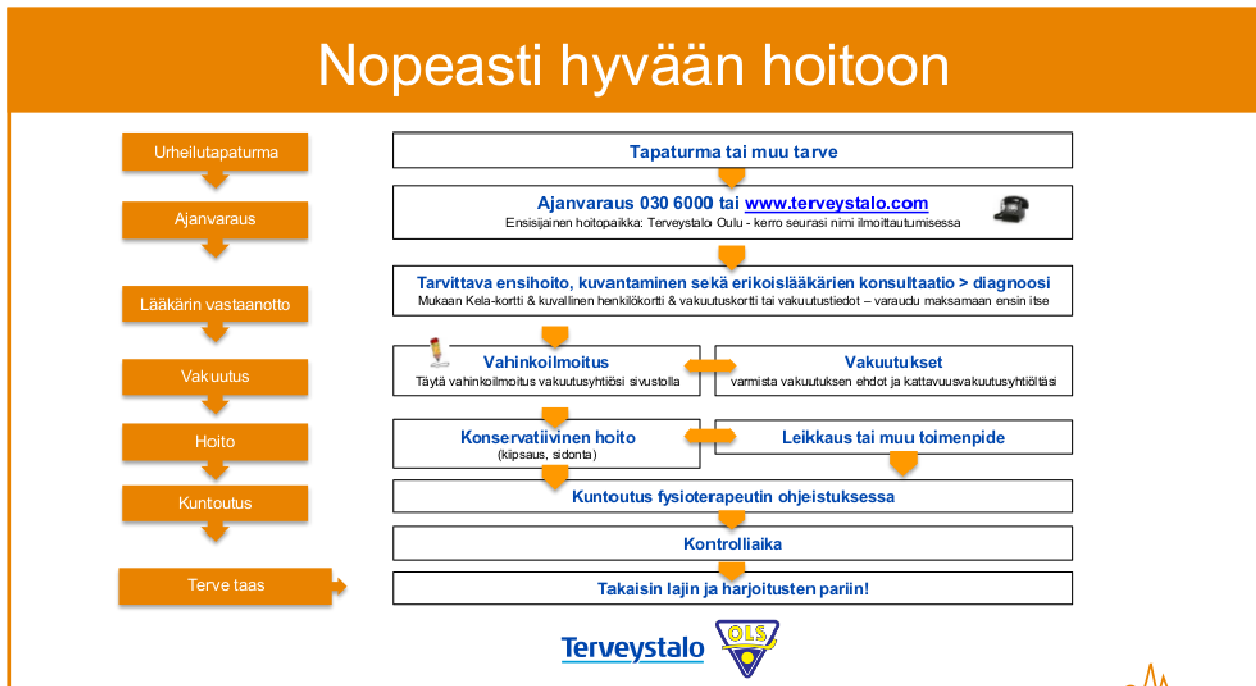 Nopeasti hyvään hoitoon
Urheilutapaturma
Tapaturma tai muu tarve
Ajanvaraus
Ajanvaraus 030 6000 tai www.terveystalo.com
Ensisijainen hoitopaikka: Terveystalo Oulu - kerro seurasi nimi ilmoittautumisessa
Lääkärin vastaanotto
Tarvittava ensihoito, kuvantaminen sekä erikoislääkärien konsultaatio > diagnoosi
Mukaan Kela-kortti & kuvallinen henkilökortti & vakuutuskortti tai vakuutustiedot – varaudu maksamaan ensin itse
Vakuutus
Vahinkoilmoitus
Täytä vahinkoilmoitus vakuutusyhtiösi sivustolla
Vakuutukset
varmista vakuutuksen ehdot ja kattavuusvakuutusyhtiöltäsi
Hoito
Konservatiivinen hoito
(kiipsaus, sidonta)
Leikkaus tai muu toimenpide
Kuntoutus
Kuntoutus fysioterapeutin ohjeistuksessa
Kontrolliaika
Terve taas
Takaisin lajin ja harjoitusten pariin!
Terveystalo
OLS